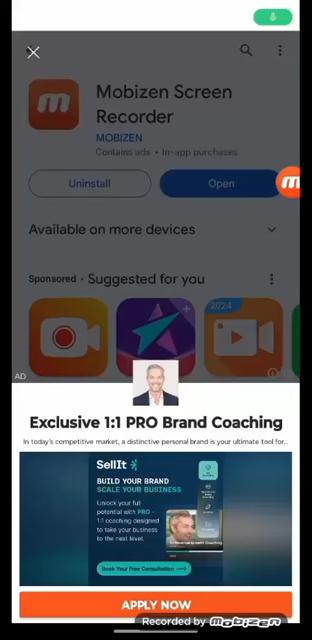 Mobizen Screen
Recorder
MOBIZEN
Contains ads • In-app purchases
Uninstall
Open
Available on more devices
Sponsored • Suggested for you
2024
AD
Exclusive 1:1 PRO Brand Coaching
In today's competitive market, a distinctive personal brand is your ultimate tool for...
SellIt
BUILD YOUR BRAND
SCALE YOUR BUSINESS
Unlock your full
potential with PRO -
1:1 coaching designed
to take your business
to the next level.
Book Your Free Consultation
APPLY NOW
Recorded by mobizen